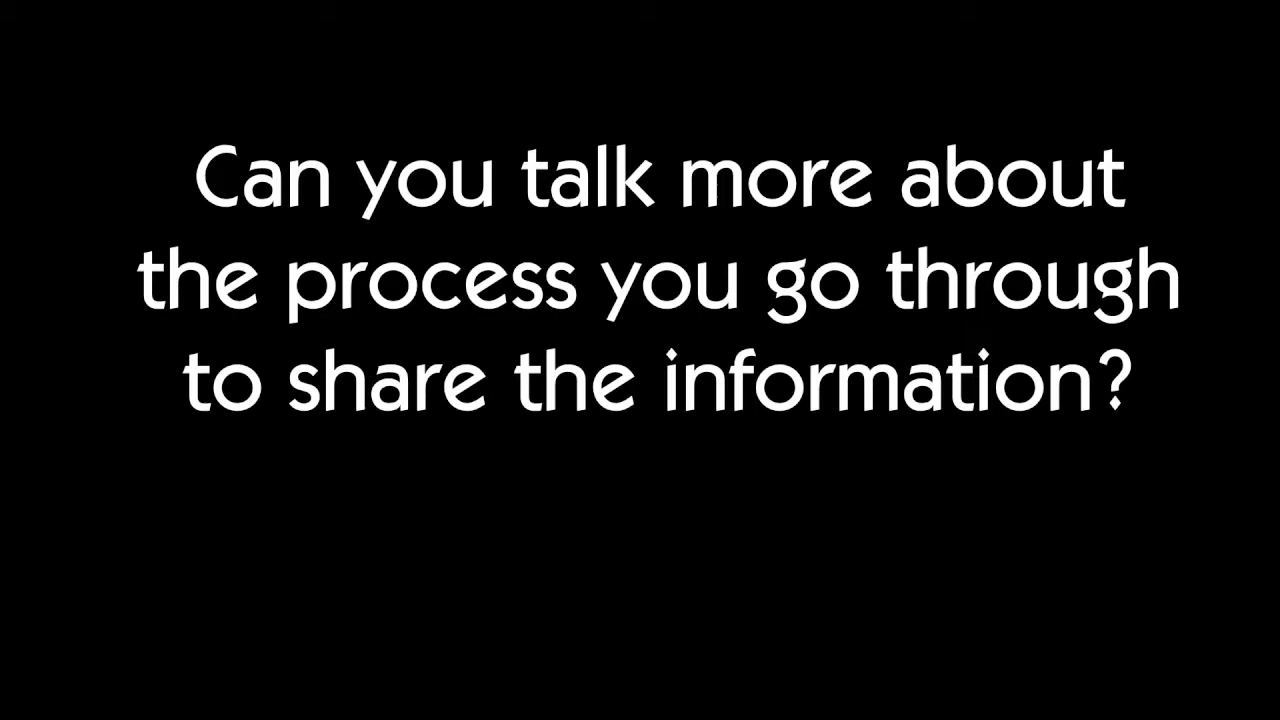 Can you talk more about
the process you go through
to share the information?